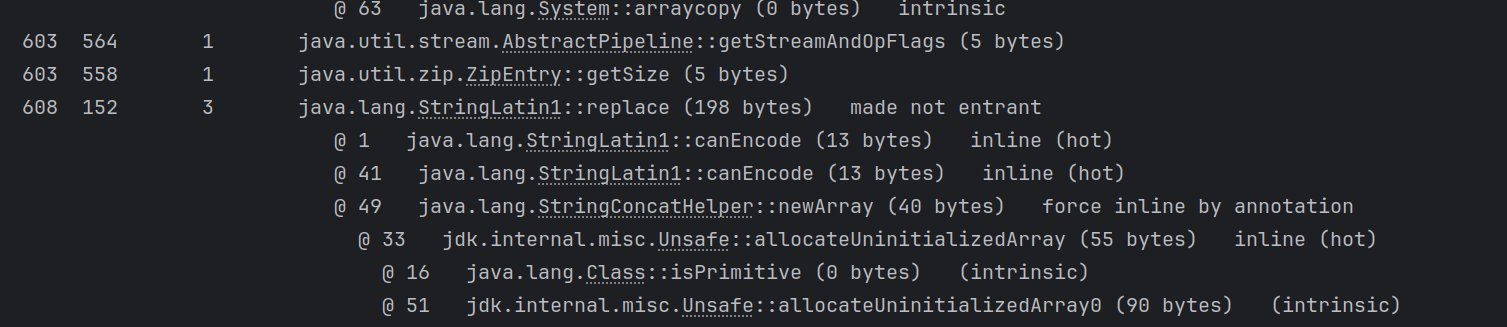 @ 63   java.lang.System::arraycopy (0 bytes)   intrinsic
603  564       1       java.util.stream.AbstractPipeline::getStreamAndOpFlags (5 bytes)
603  558       1       java.util.zip.ZipEntry::getSize (5 bytes)
608  152       3       java.lang.StringLatin1::replace (198 bytes)   made not entrant
@ 1   java.lang.StringLatin1::canEncode (13 bytes)   inline (hot)
@ 41   java.lang.StringLatin1::canEncode (13 bytes)   inline (hot)
@ 49   java.lang.StringConcatHelper::newArray (40 bytes)   force inline by annotation
@ 33   jdk.internal.misc.Unsafe::allocateUninitializedArray (55 bytes)   inline (hot)
@ 16   java.lang.Class::isPrimitive (0 bytes)   (intrinsic)
@ 51   jdk.internal.misc.Unsafe::allocateUninitializedArray0 (90 bytes)   (intrinsic)